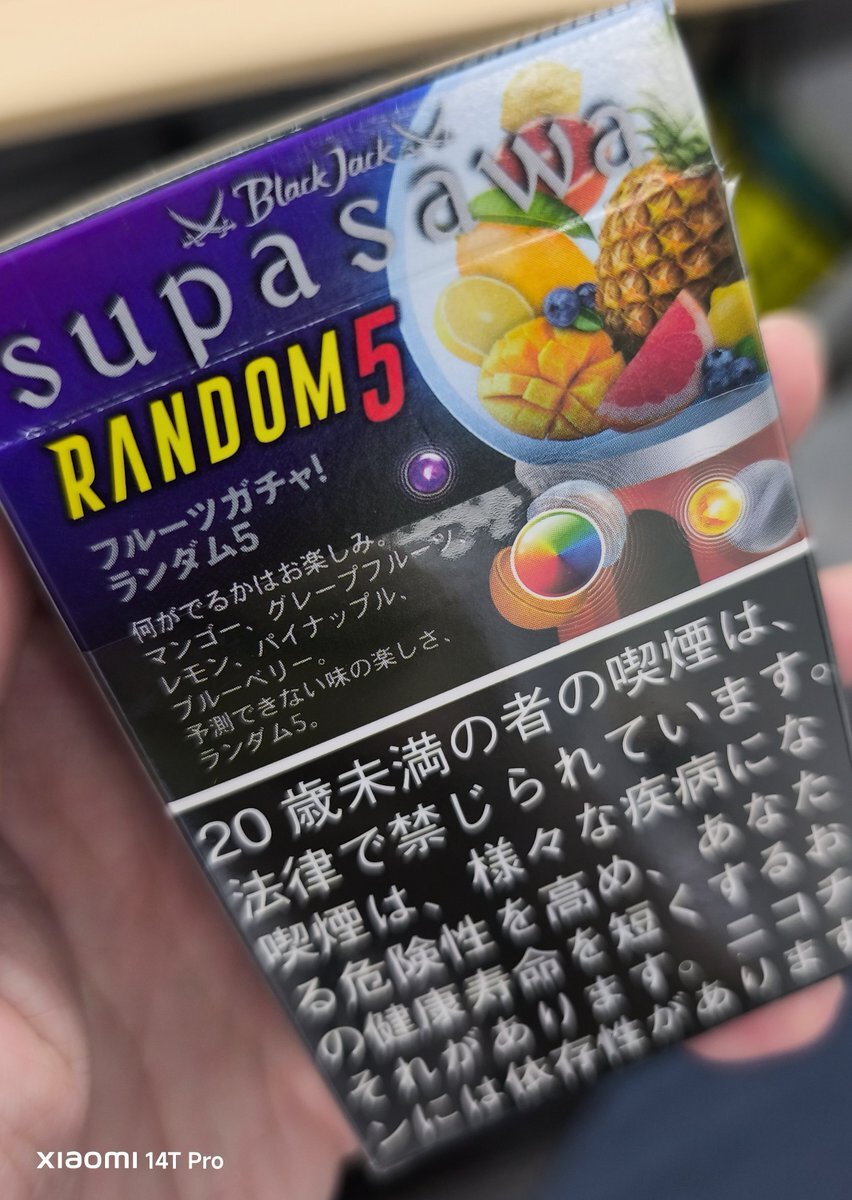 Black Jack
supasawa
RANDOM5
フルーツガチャ!
ランダム5
何がでるかはお楽しみ。
マンゴー、グレープフルーツ、
レモン、パイナップル、
ブルーベリー。
予測できない味の楽しさ、
ランダム5。
20歳未満の者の喫煙は、
法律で禁じられています。
喫煙は、様々な疾病にな
る危険性を高め、あなた
の健康寿命を短くするお
それがあります。ニコチ
ンには依存性があります
XIAOMI 14T Pro